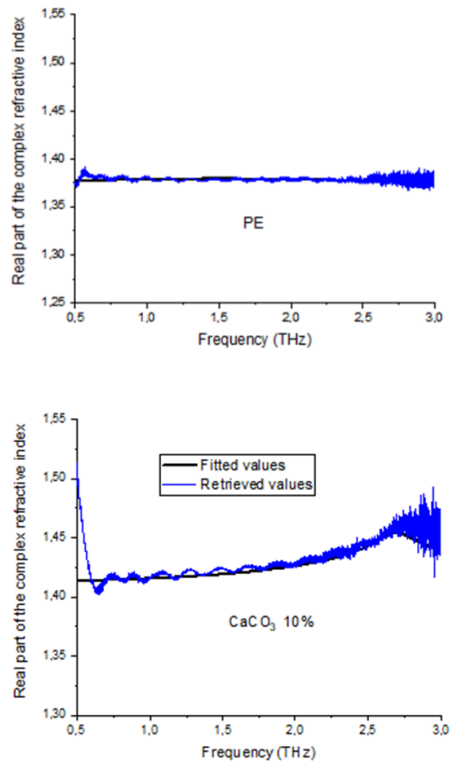 Real part of the complex refractive index
1,55
1,50
1,45
1,40
1,35
1,30
1,25
0,5 1,0 1,5 2,0 2,5 3,0
PE
Frequency (THz)
Real part of the complex refractive index
1,55
1,50
1,45
1,40
1,35
1,30
0,5 1,0 1,5 2,0 2,5 3,0
Fitted values
Retrieved values
CaCO₃ 10%
Frequency (THz)